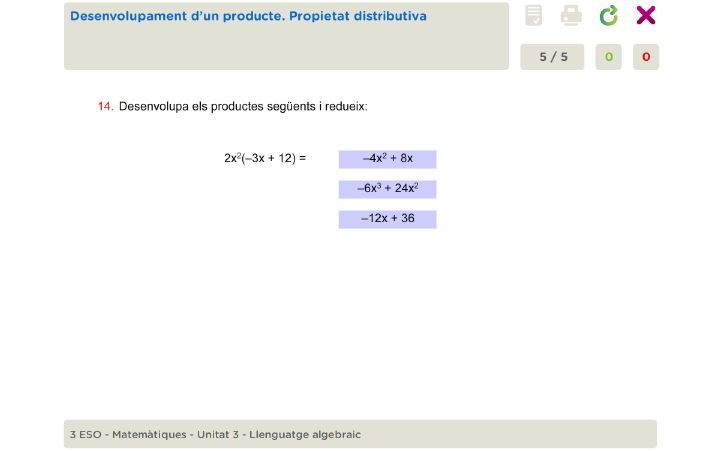 Desenvolupament d’un producte. Propietat distributiva
5 / 5 0 0
14. Desenvolupa els productes següents i redueix:
2x²(–3x + 12) = –4x² + 8x
–6x³ + 24x²
–12x + 36
3 ESO - Matemàtiques - Unitat 3 - Llenguatge algebraic